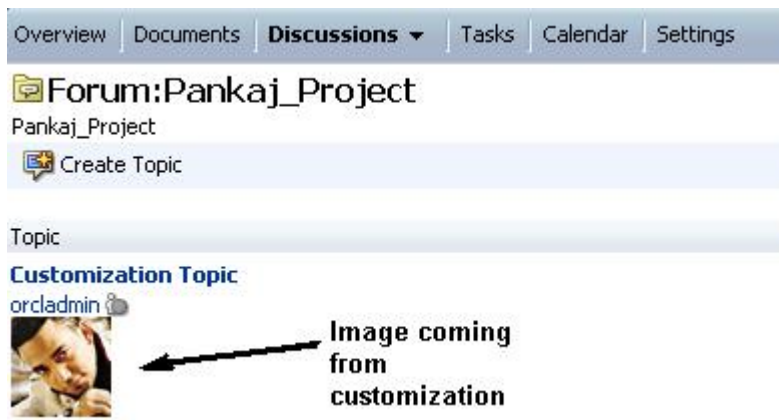 Overview Documents Discussions Tasks Calendar Settings
Forum:Pankaj_Project
Pankaj_Project
Create Topic
Topic
Customization Topic
orcladmin
Image coming
from
customization